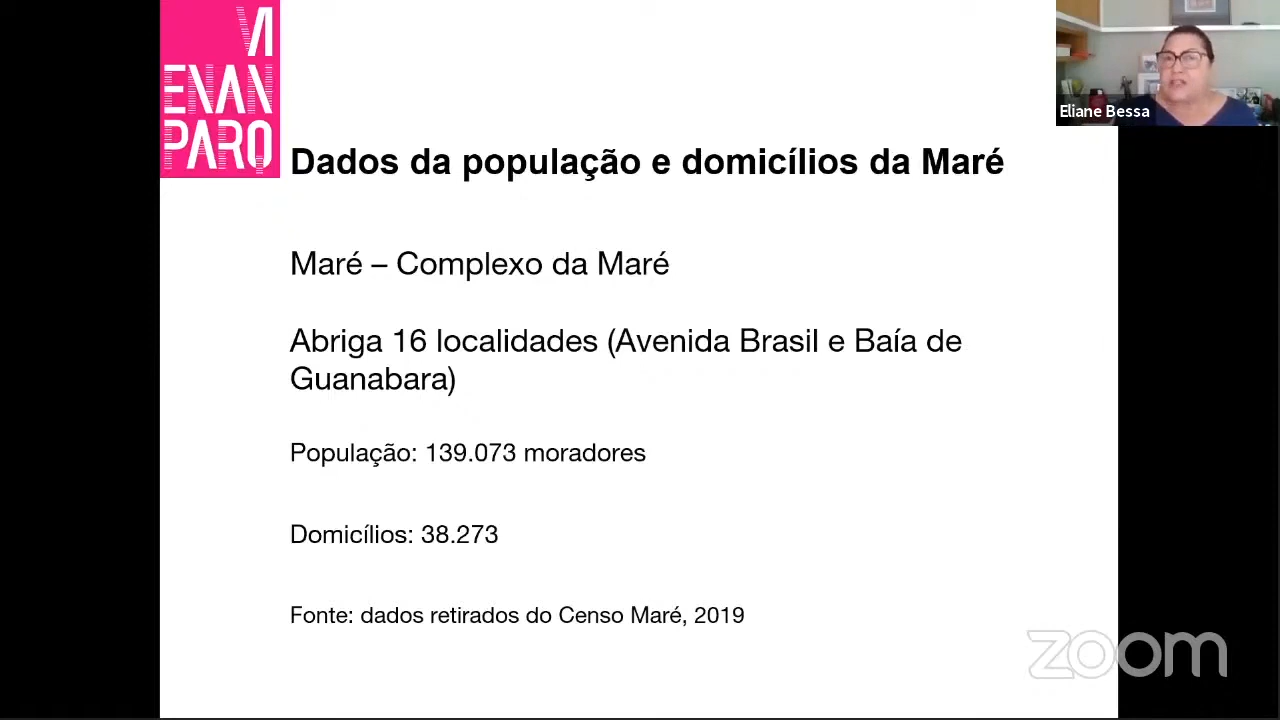 VI
ENAN
PARQ
Eliane Bessa
Dados da população e domicílios da Maré
Maré – Complexo da Maré
Abriga 16 localidades (Avenida Brasil e Baía de
Guanabara)
População: 139.073 moradores
Domicílios: 38.273
Fonte: dados retirados do Censo Maré, 2019
zoom